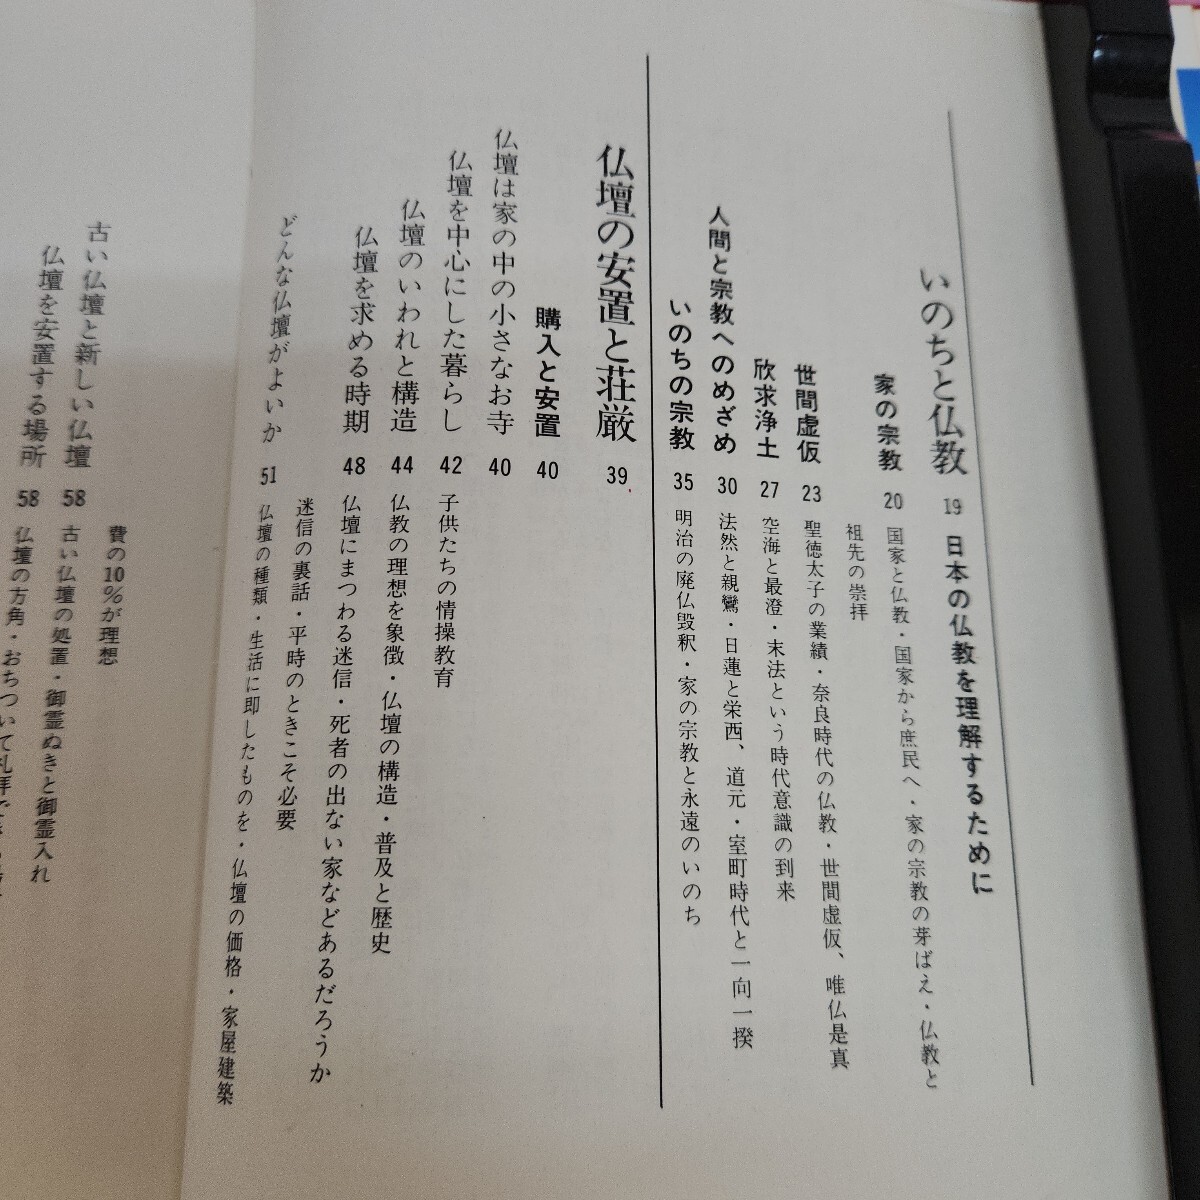 いのちと仏教 19 日本の仏教を理解するために
家の宗教 20 国家と仏教・国家から庶民へ・家の宗教の芽ばえ・仏教と
祖先の崇拝
世間虚仮 23 聖徳太子の業績・奈良時代の仏教・世間虚仮、唯仏是真
欣求浄土 27 空海と最澄・末法という時代意識の到来
人間と宗教へのめざめ 30 法然と親鸞・日蓮と栄西、道元・室町時代と一向一揆
いのちの宗教 35 明治の廃仏毀釈・家の宗教と永遠のいのち
仏壇の安置と荘厳 39
購入と安置 40
仏壇は家の中の小さなお寺 40
仏壇を中心にした暮らし 42 子供たちの情操教育
仏壇のいわれと構造 44 仏教の理想を象徴・仏壇の構造・普及と歴史
仏壇を求める時期 48 仏壇にまつわる迷信・死者の出ない家などあるだろうか
迷信の裏話・平時のときこそ必要
どんな仏壇がよいか 51 仏壇の種類・生活に即したものを・仏壇の価格・家屋建築
費の10%が理想
古い仏壇と新しい仏壇 58 古い仏壇の処置・御霊ぬきと御霊入れ
仏壇を安置する場所 58 仏壇の方角・おちついて礼拝で